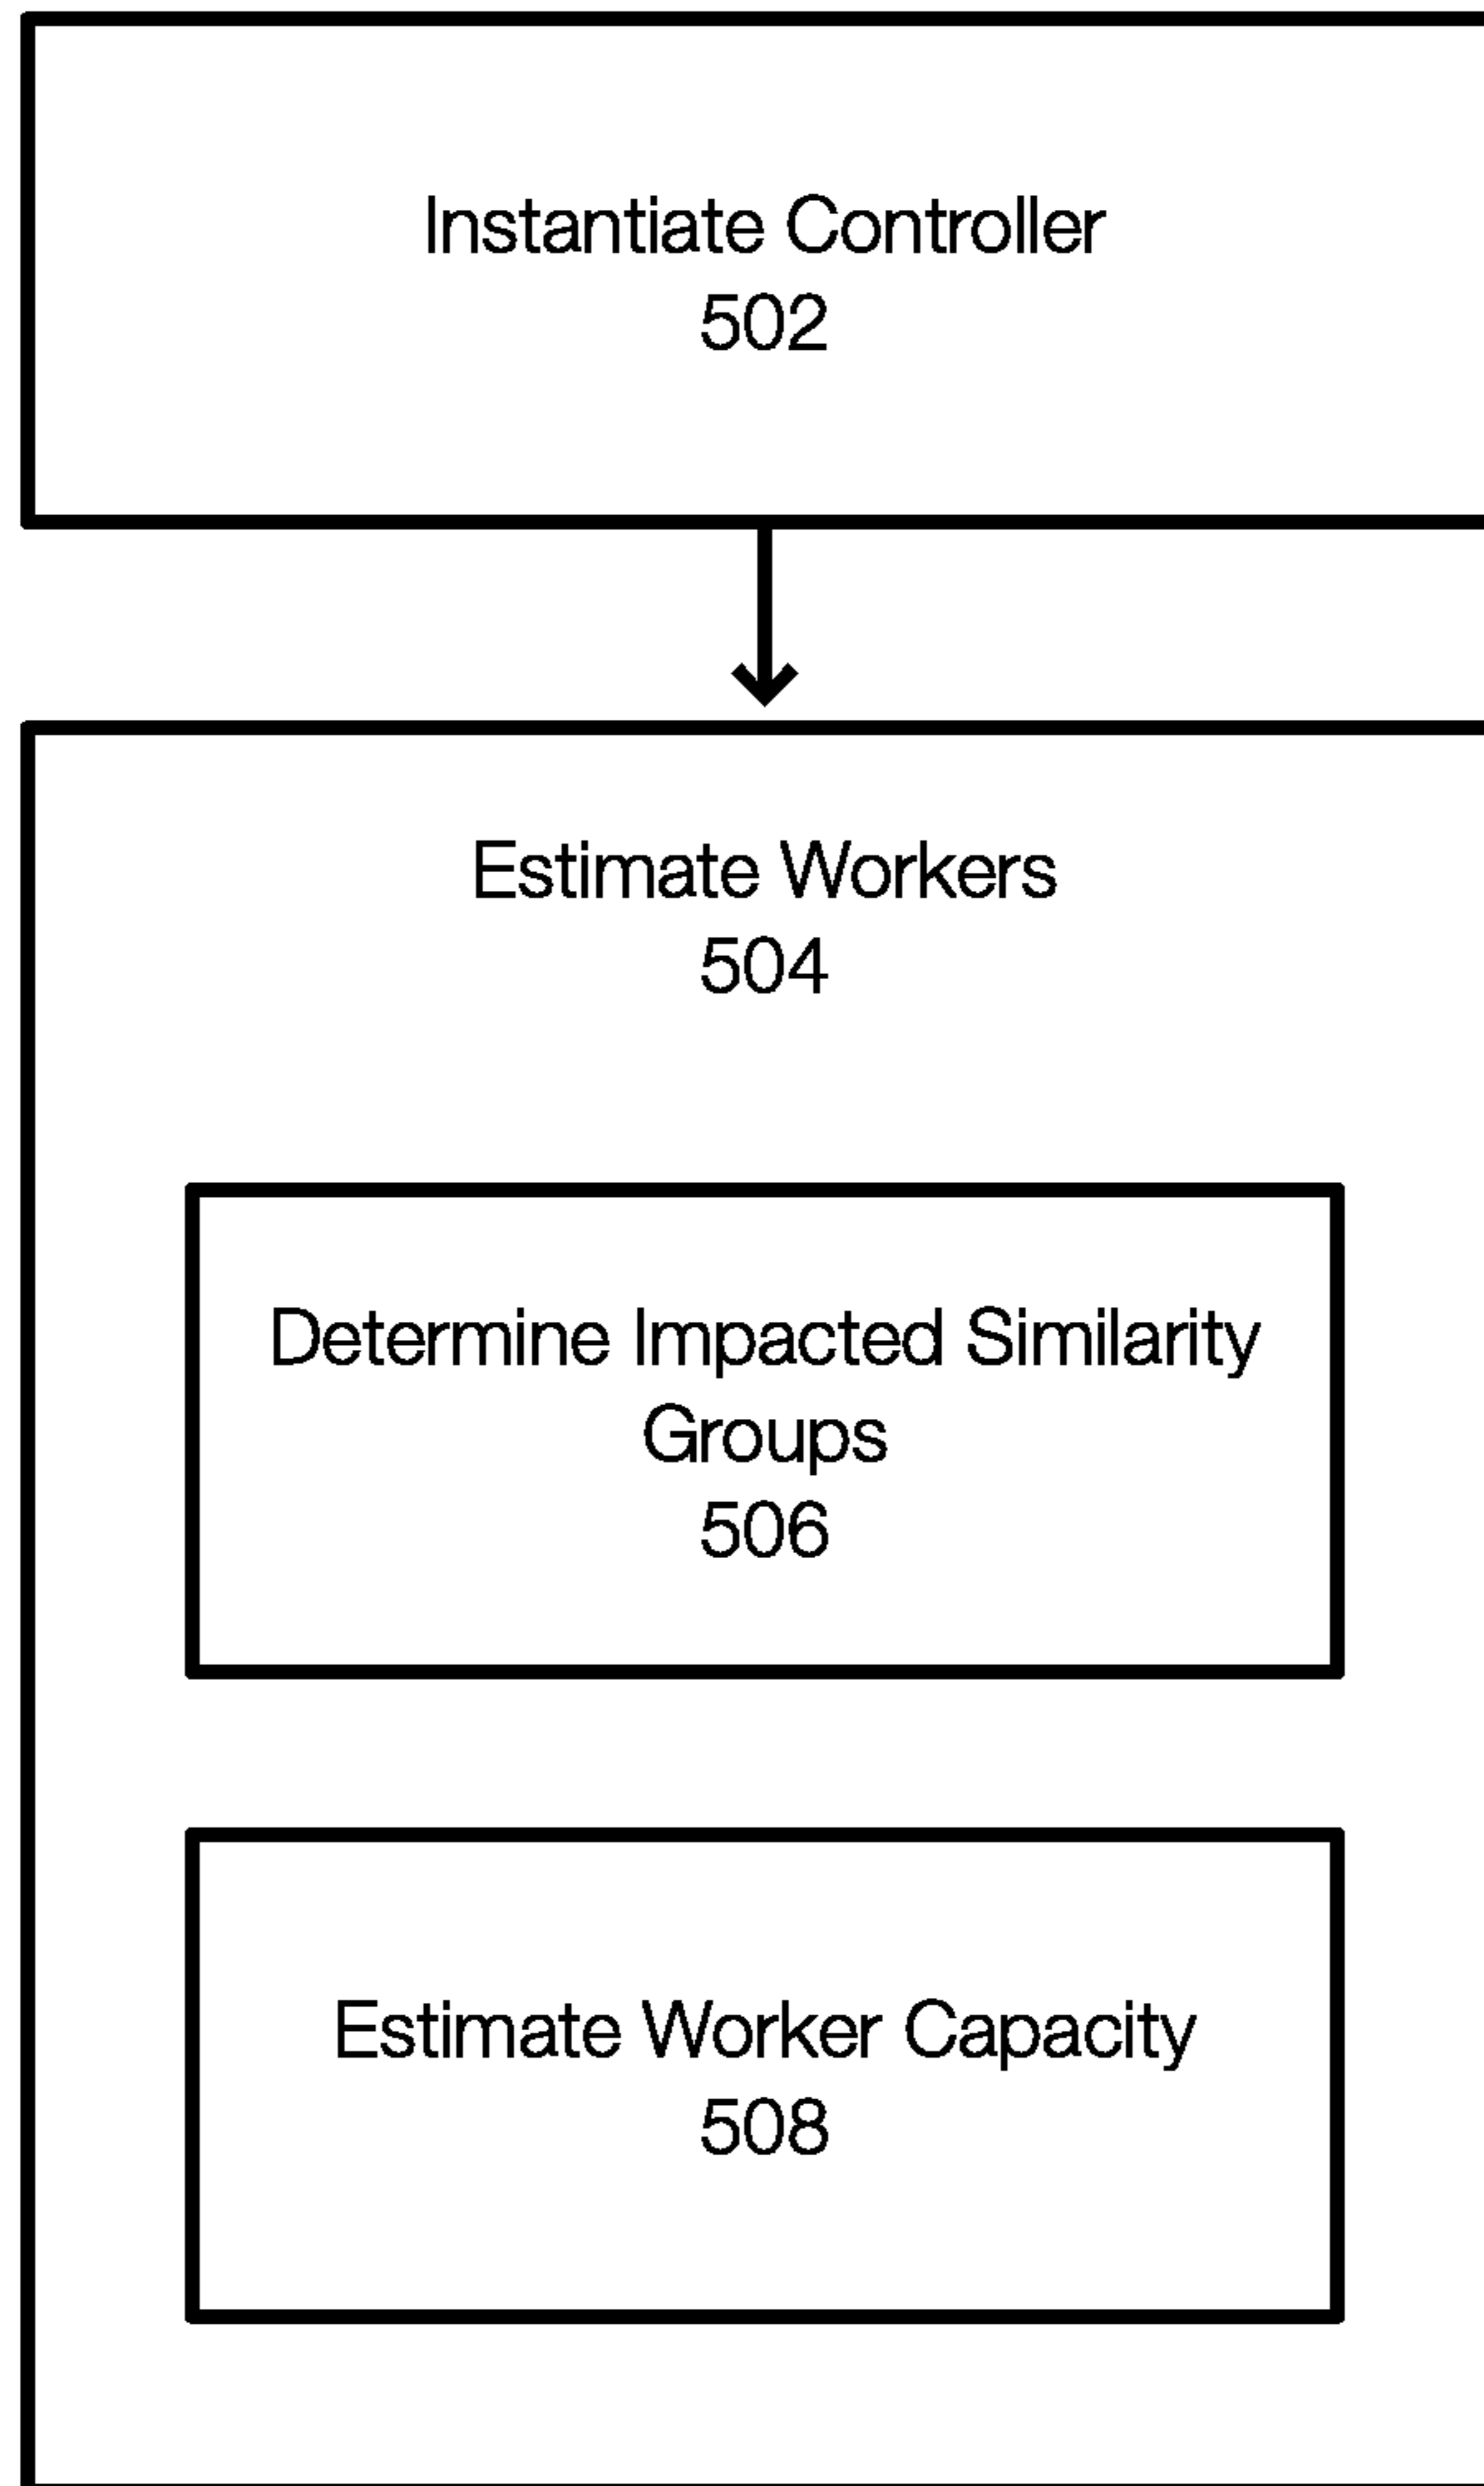 Instantiate Controller
502
Estimate Workers
504
Determine Impacted Similarity
Groups
506
Estimate Worker Capacity
508